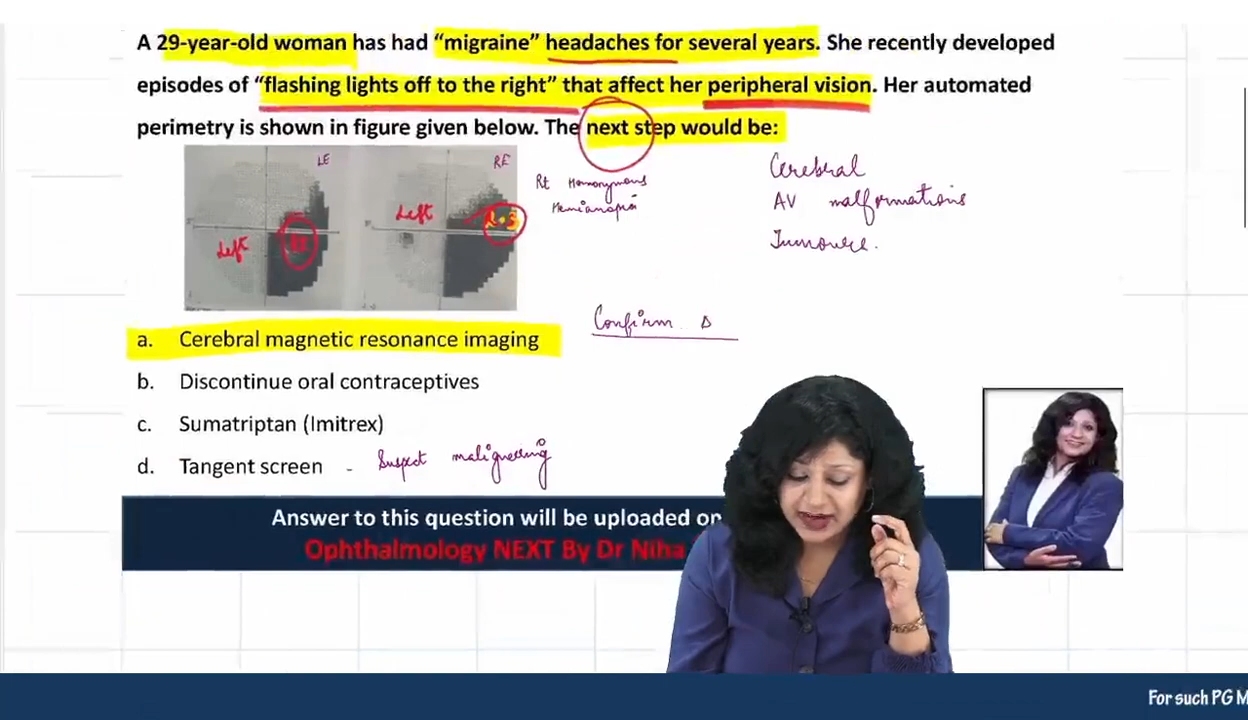 A 29-year-old woman has had “migraine” headaches for several years. She recently developed
episodes of “flashing lights off to the right” that affect her peripheral vision. Her automated
perimetry is shown in figure given below. The next step would be:
LE
RE
Left
Left
Rt Homonymous
Hemianopia
Cerebral
AV malformations
a. Cerebral magnetic resonance imaging
Confirm Δ
b. Discontinue oral contraceptives
c. Sumatriptan (Imitrex)
d. Tangent screen - Suspect
Answer to this question will be uploaded on
Ophthalmology NEXT By Dr Niha
For such PG M